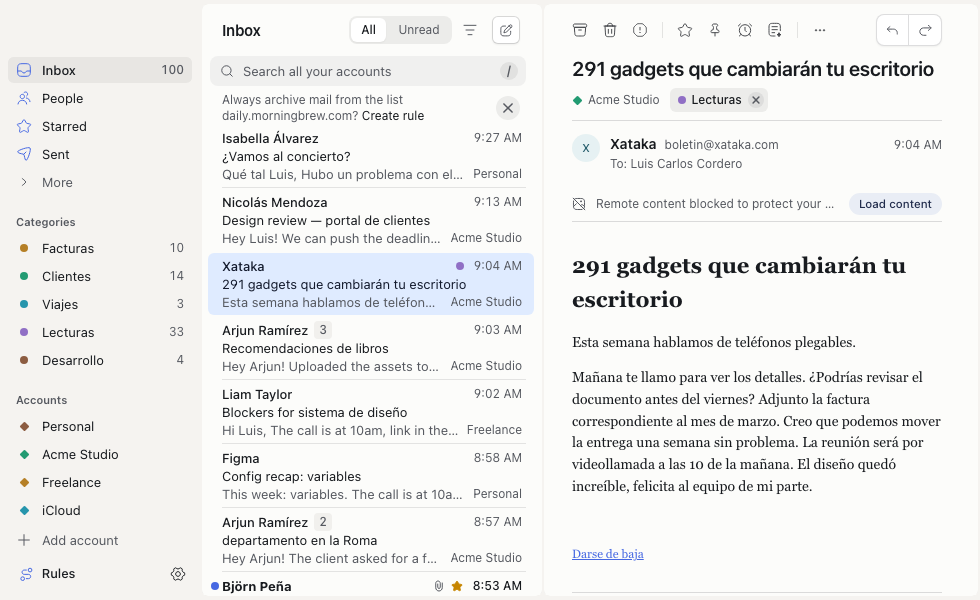 Inbox 100
People
Starred
Sent
More
Categories
Facturas 10
Clientes 14
Viajes 3
Lecturas 33
Desarrollo 4
Accounts
Personal
Acme Studio
Freelance
iCloud
Add account
Rules
Inbox All Unread
Search all your accounts /
Always archive mail from the list
daily.morningbrew.com? Create rule
Isabella Álvarez 9:27 AM
¿Vamos al concierto?
Qué tal Luis, Hubo un problema con el... Personal
Nicolás Mendoza 9:13 AM
Design review — portal de clientes
Hey Luis! We can push the deadlin... Acme Studio
Xataka 9:04 AM
291 gadgets que cambiarán tu escritorio
Esta semana hablamos de teléfon... Acme Studio
Arjun Ramírez 3 9:03 AM
Recomendaciones de libros
Hey Arjun! Uploaded the assets to... Acme Studio
Liam Taylor 9:02 AM
Blockers for sistema de diseño
Hi Luis, The call is at 10am, link in the... Freelance
Figma 8:58 AM
Config recap: variables
This week: variables. The call is at 10a... Personal
Arjun Ramírez 2 8:57 AM
departamento en la Roma
Hey Arjun! The client asked for a f... Acme Studio
Björn Peña 8:53 AM
291 gadgets que cambiarán tu escritorio
Acme Studio Lecturas
X Xataka boletin@xataka.com 9:04 AM
To: Luis Carlos Cordero
Remote content blocked to protect your ... Load content
291 gadgets que cambiarán tu
escritorio
Esta semana hablamos de teléfonos plegables.
Mañana te llamo para ver los detalles. ¿Podrías revisar el
documento antes del viernes? Adjunto la factura
correspondiente al mes de marzo. Creo que podemos mover
la entrega una semana sin problema. La reunión será por
videollamada a las 10 de la mañana. El diseño quedó
increíble, felicita al equipo de mi parte.
Darse de baja